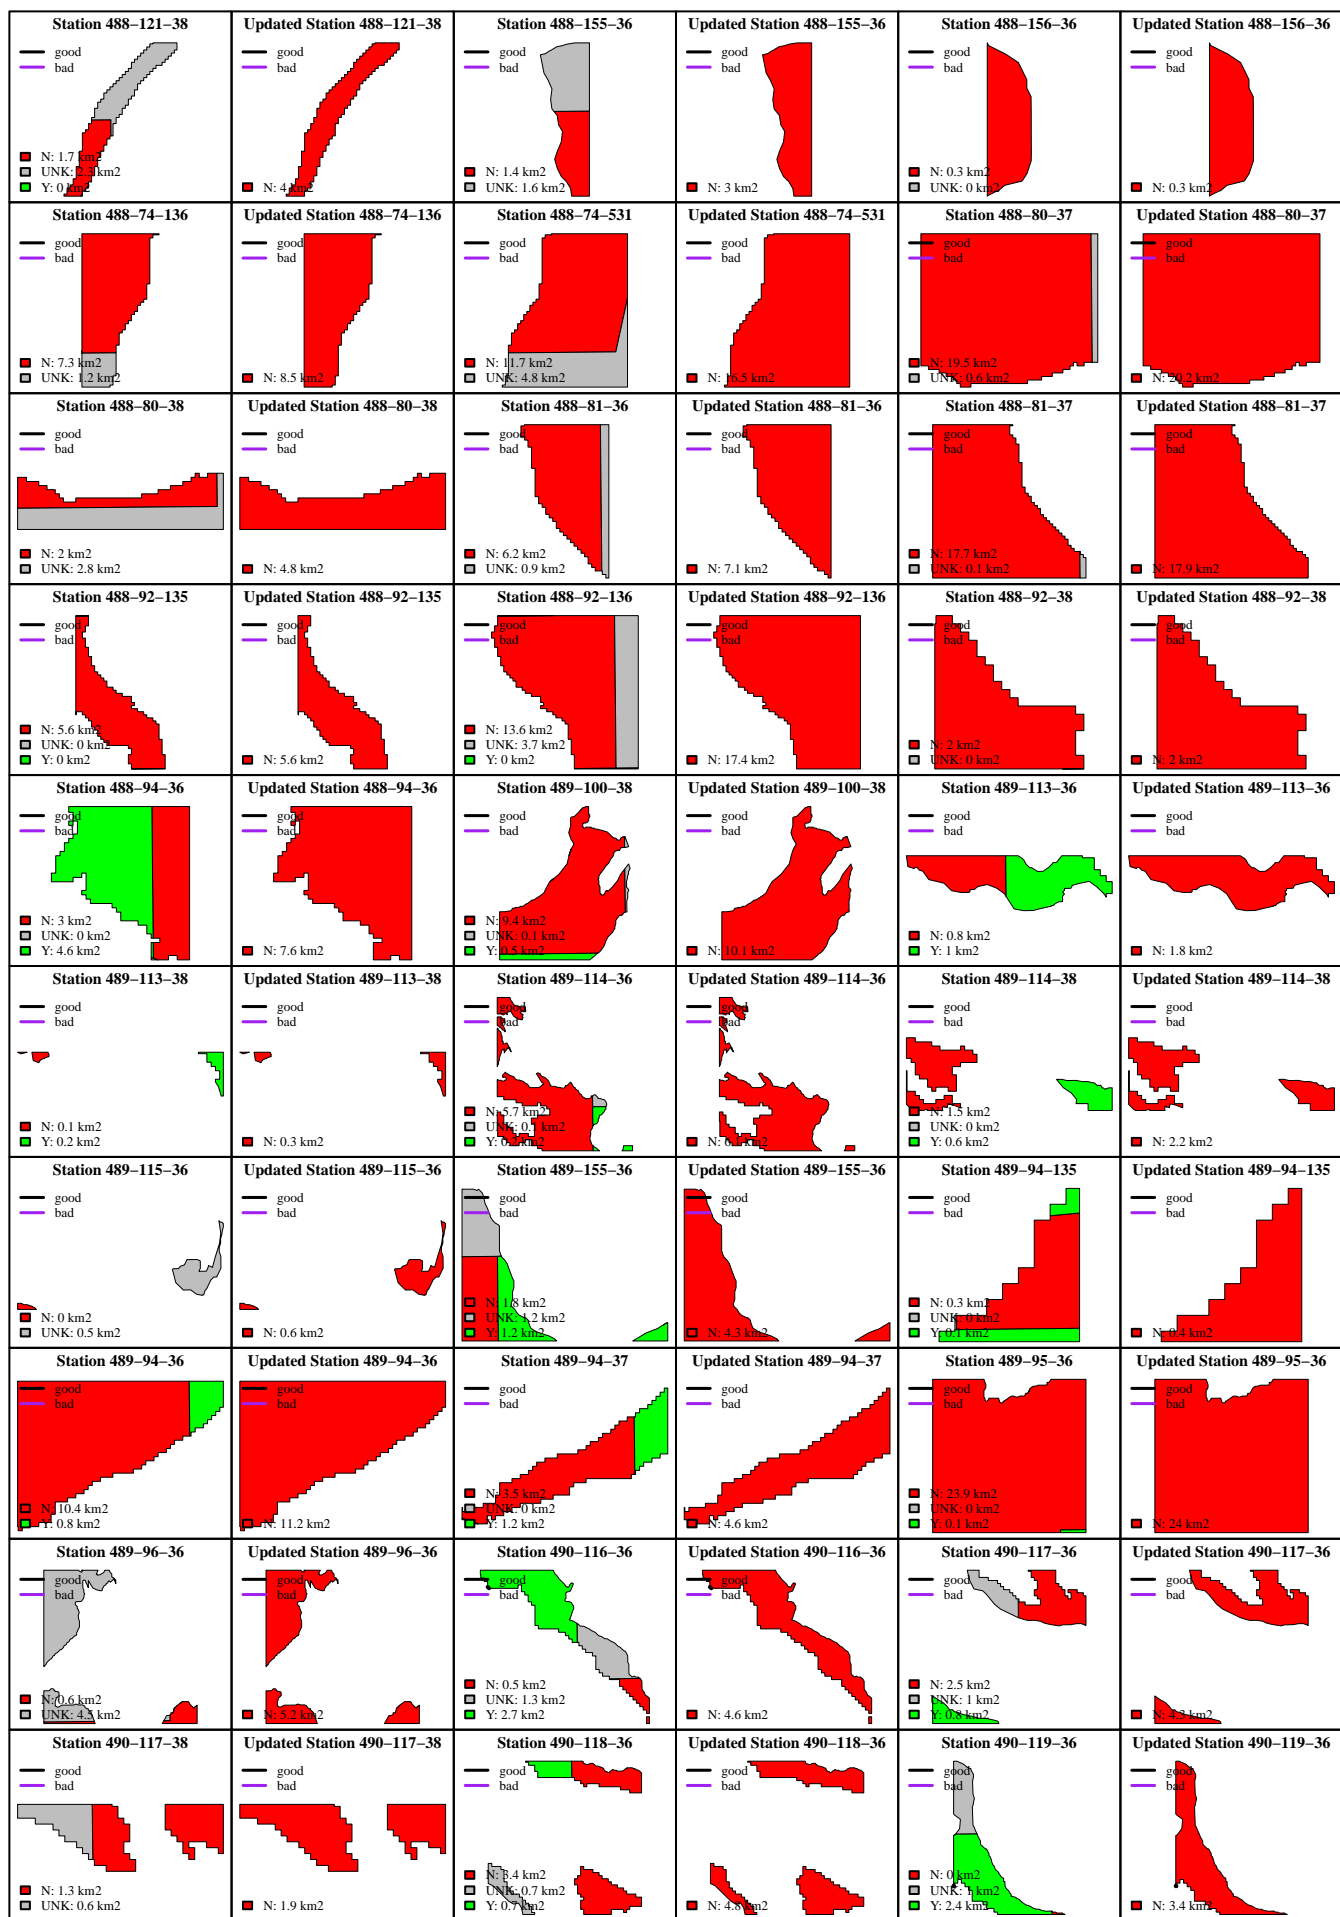 Station 488−121−38
good
bad
N: 1.7 km2
UNK: 2.3 km2
Y: 0 km2
Updated Station 488−121−38
good
bad
N: 4 km2
Station 488−155−36
good
bad
N: 1.4 km2
UNK: 1.6 km2
Updated Station 488−155−36
good
bad
N: 3 km2
Station 488−156−36
good
bad
N: 0.3 km2
UNK: 0 km2
Updated Station 488−156−36
good
bad
N: 0.3 km2
Station 488−74−136
good
bad
N: 7.3 km2
UNK: 1.2 km2
Updated Station 488−74−136
good
bad
N: 8.5 km2
Station 488−74−531
good
bad
N: 11.7 km2
UNK: 4.8 km2
Updated Station 488−74−531
good
bad
N: 16.5 km2
Station 488−80−37
good
bad
N: 19.5 km2
UNK: 0.6 km2
Updated Station 488−80−37
good
bad
N: 20.2 km2
Station 488−80−38
good
bad
N: 2 km2
UNK: 2.8 km2
Updated Station 488−80−38
good
bad
N: 4.8 km2
Station 488−81−36
good
bad
N: 6.2 km2
UNK: 0.9 km2
Updated Station 488−81−36
good
bad
N: 7.1 km2
Station 488−81−37
good
bad
N: 17.7 km2
UNK: 0.1 km2
Updated Station 488−81−37
good
bad
N: 17.9 km2
Station 488−92−135
good
bad
N: 5.6 km2
UNK: 0 km2
Y: 0 km2
Updated Station 488−92−135
good
bad
N: 5.6 km2
Station 488−92−136
good
bad
N: 13.6 km2
UNK: 3.7 km2
Y: 0 km2
Updated Station 488−92−136
good
bad
N: 17.4 km2
Station 488−92−38
good
bad
N: 2 km2
UNK: 0 km2
Updated Station 488−92−38
good
bad
N: 2 km2
Station 488−94−36
good
bad
N: 3 km2
UNK: 0 km2
Y: 4.6 km2
Updated Station 488−94−36
good
bad
N: 7.6 km2
Station 489−100−38
good
bad
N: 9.4 km2
UNK: 0.1 km2
Y: 0.5 km2
Updated Station 489−100−38
good
bad
N: 10.1 km2
Station 489−113−36
good
bad
N: 0.8 km2
Y: 1 km2
Updated Station 489−113−36
good
bad
N: 1.8 km2
Station 489−113−38
good
bad
N: 0.1 km2
Y: 0.2 km2
Updated Station 489−113−38
good
bad
N: 0.3 km2
Station 489−114−36
good
bad
N: 5.7 km2
UNK: 0.1 km2
Y: 0.2 km2
Updated Station 489−114−36
good
bad
N: km2
Station 489−114−38
good
bad
N: 1.5 km2
UNK: 0 km2
Y: 0.6 km2
Updated Station 489−114−38
good
bad
N: 2.2 km2
Station 489−115−36
good
bad
N: 0 km2
UNK: 0.5 km2
Updated Station 489−115−36
good
bad
N: 0.6 km2
Station 489−155−36
good
bad
N: 1.8 km2
UNK: 1.2 km2
Y: 1.2 km2
Updated Station 489−155−36
good
bad
N: 4.3 km2
Station 489−94−135
good
bad
N: 0.3 km2
UNK: 0 km2
Y: 0.1 km2
Updated Station 489−94−135
good
bad
N: 0.4 km2
Station 489−94−36
good
bad
N: 10.4 km2
Y: 0.8 km2
Updated Station 489−94−36
good
bad
N: 11.2 km2
Station 489−94−37
good
bad
N: 3.5 km2
UNK: 0 km2
Y: 1.2 km2
Updated Station 489−94−37
good
bad
N: 4.6 km2
Station 489−95−36
good
bad
N: 23.9 km2
UNK: 0 km2
Y: 0.1 km2
Updated Station 489−95−36
good
bad
N: 24 km2
Station 489−96−36
good
bad
N: 0.6 km2
UNK: 4.5 km2
Updated Station 489−96−36
good
bad
N: 5.2 km2
Station 490−116−36
good
bad
N: 0.5 km2
UNK: 1.3 km2
Y: 2.7 km2
Updated Station 490−116−36
good
bad
N: 4.6 km2
Station 490−117−36
good
bad
N: 2.5 km2
UNK: 1 km2
Y: 0.8 km2
Updated Station 490−117−36
good
bad
N: 4.3 km2
Station 490−117−38
good
bad
N: 1.3 km2
UNK: 0.6 km2
Updated Station 490−117−38
good
bad
N: 1.9 km2
Station 490−118−36
good
bad
N: 3.4 km2
UNK: 0.7 km2
Y: 0.7 km2
Updated Station 490−118−36
good
bad
N: 4.8 km2
Station 490−119−36
good
bad
N: 0 km2
UNK: 1 km2
Y: 2.4 km2
Updated Station 490−119−36
good
bad
N: 3.4 km2